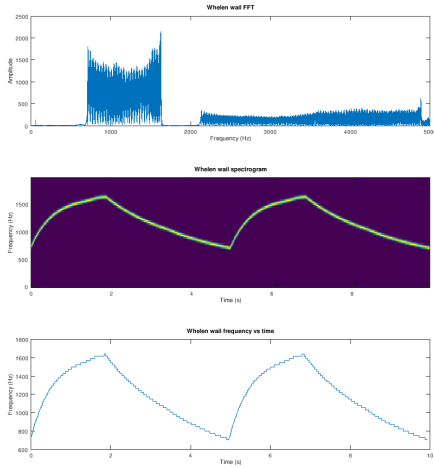 Whelen wail FFT
2500
2000
1500
1000
500
0
Amplitude
0 1000 2000 3000 4000 500
Frequency (Hz)
Whelen wail spectrogram
1500
1000
500
0
Frequency (Hz)
0 2 4 6 8
Time (s)
Whelen wail frequency vs time
1800
1600
1400
1200
1000
800
600
Frequency (Hz)
0 2 4 6 8 10
Time (s)